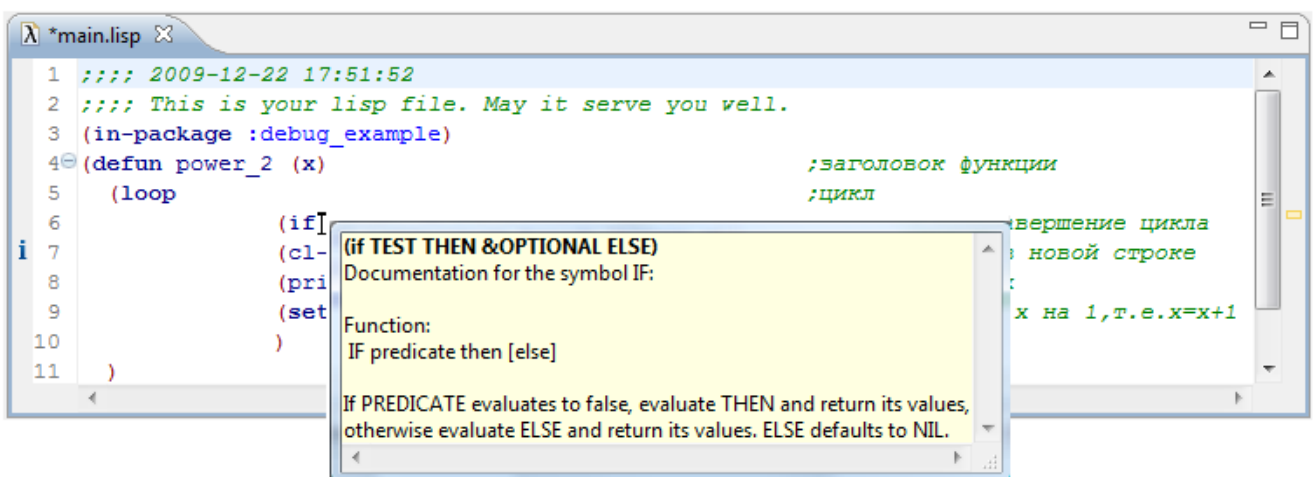 *main.lisp
1 ;;;; 2009-12-22 17:51:52
2 ;;;; This is your lisp file. May it serve you well.
3 (in-package :debug_example)
4 (defun power_2 (x) ;заголовок функции
5 (loop ;цикл
6 (if
i 7 (cl- новой строке
8 (pri
9 (set x на 1,т.е.x=x+1
10 )
11 )
(if TEST THEN &OPTIONAL ELSE)
Documentation for the symbol IF:
Function:
IF predicate then [else]
If PREDICATE evaluates to false, evaluate THEN and return its values,
otherwise evaluate ELSE and return its values. ELSE defaults to NIL.